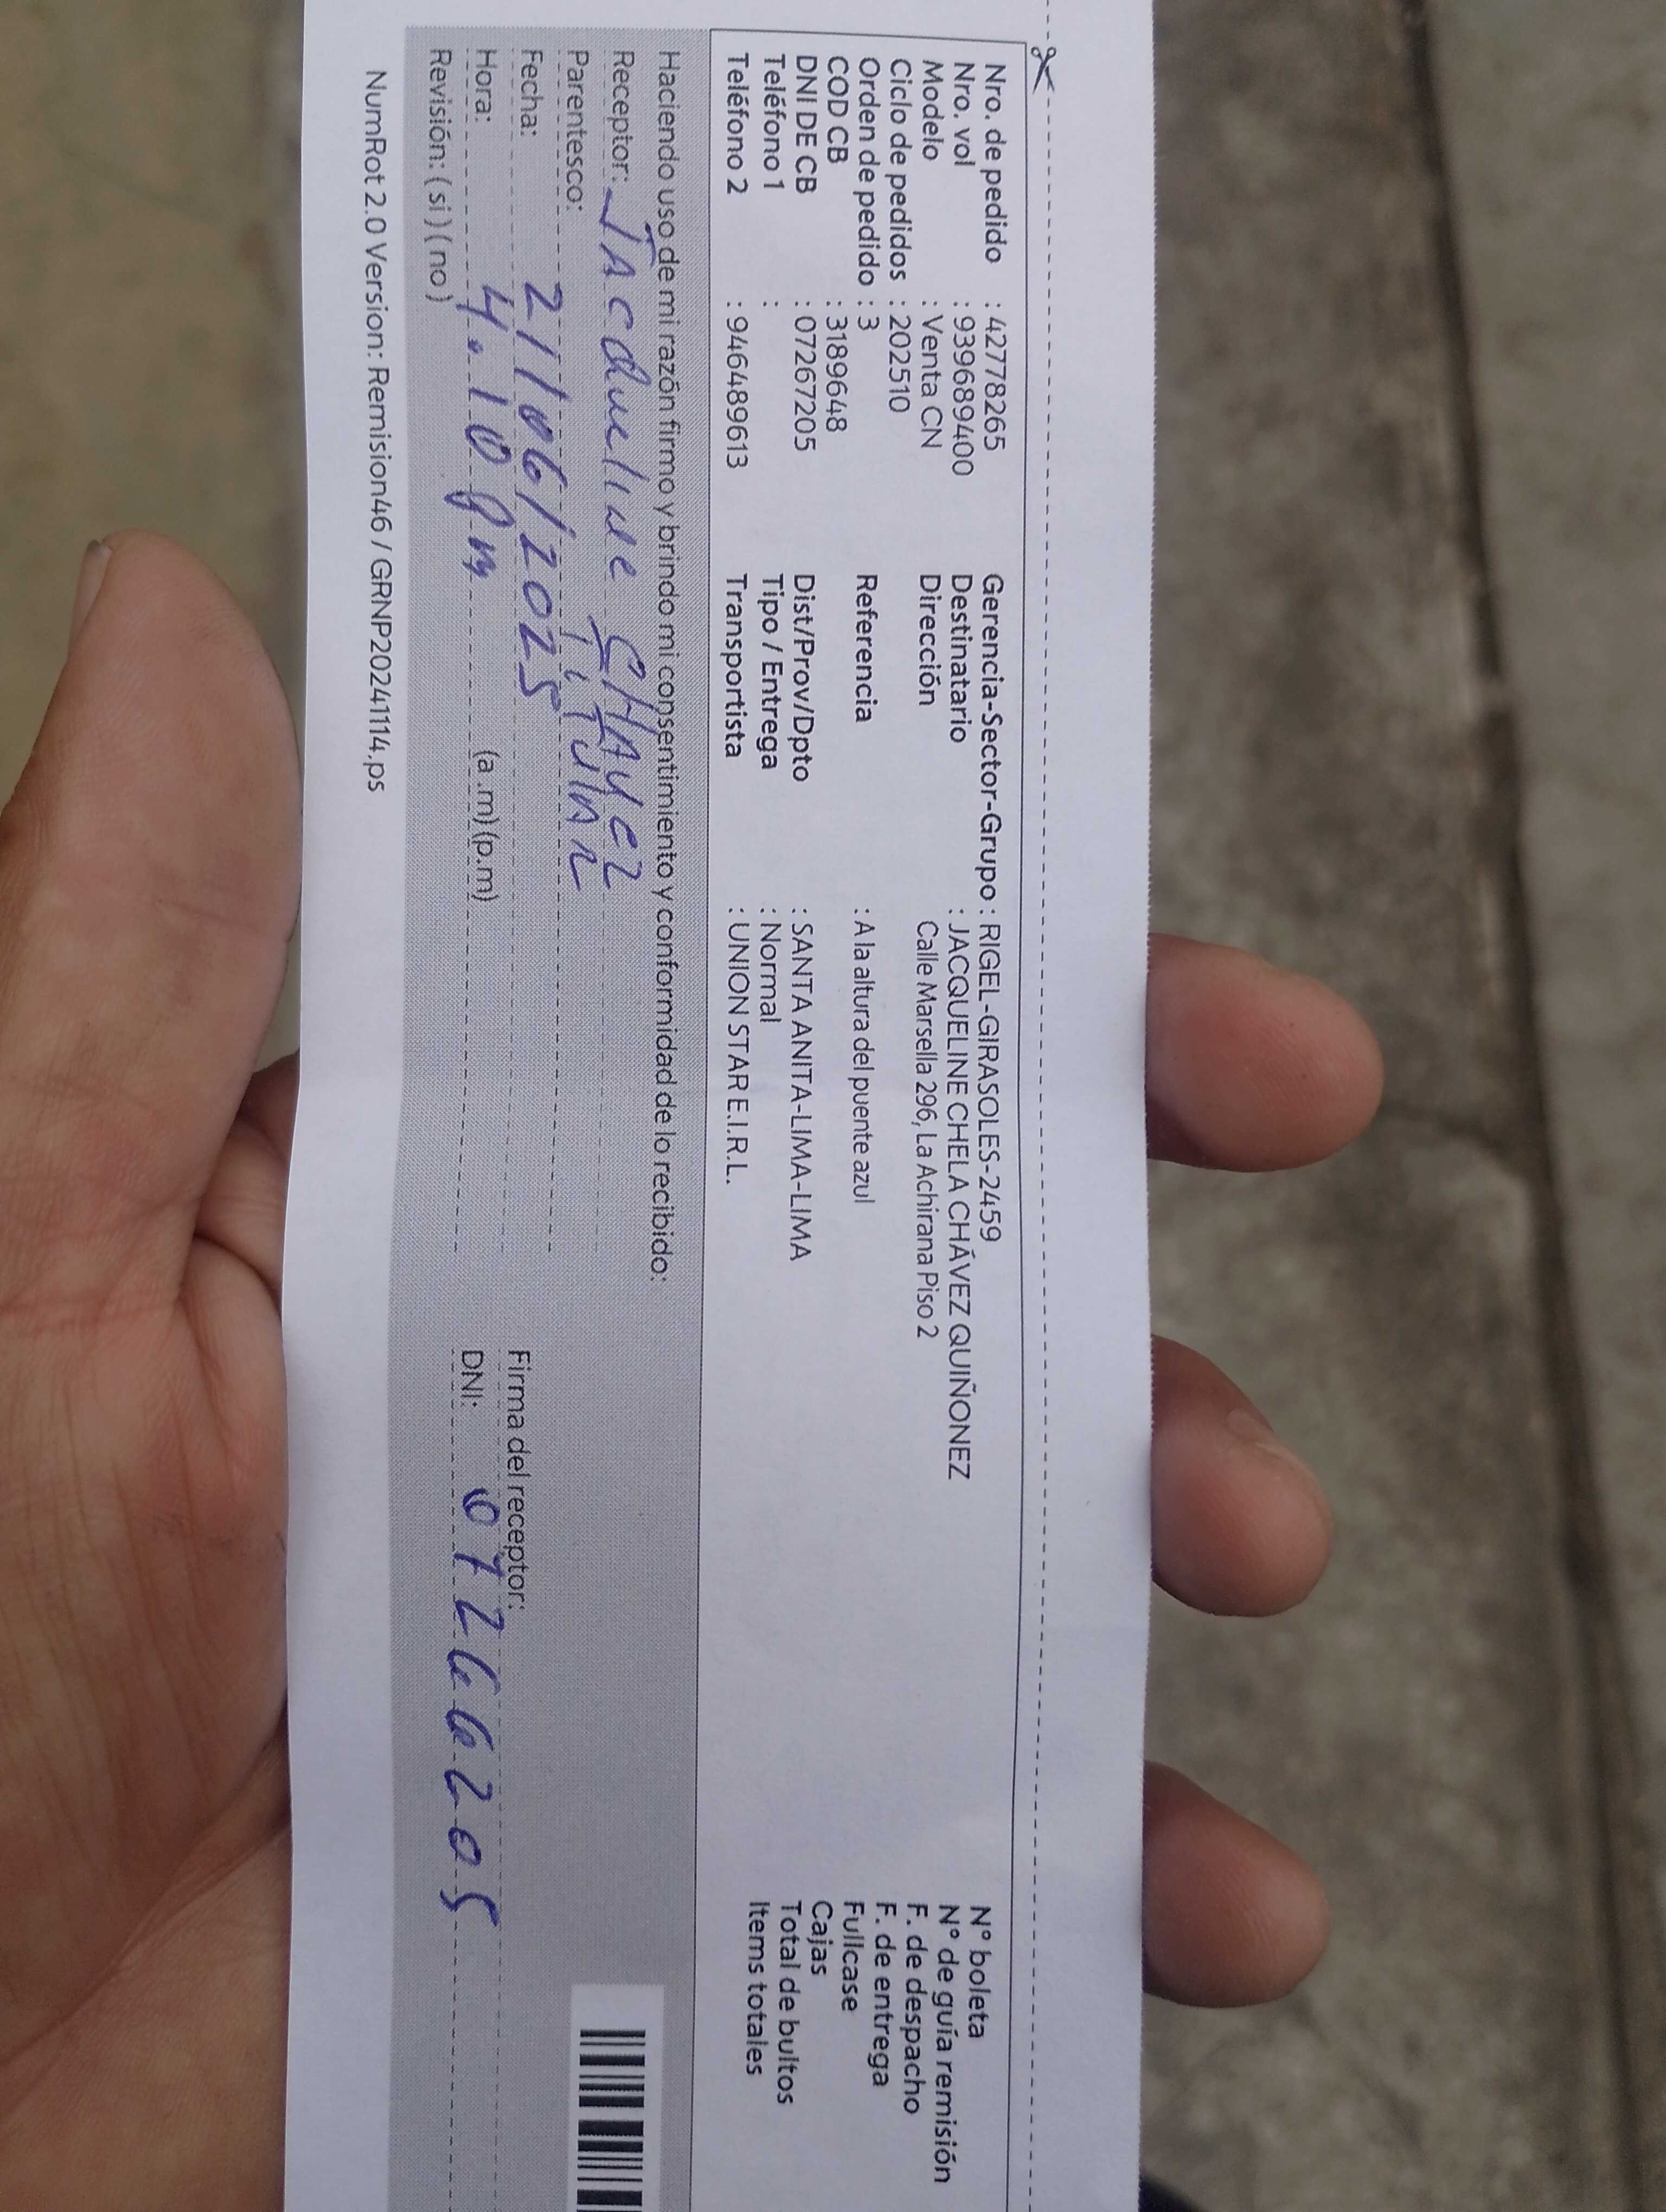 Nro. de pedido : 42778265
Nro. vol : 939689400
Modelo : Venta CN
Ciclo de pedidos : 202510
Orden de pedido : 3
COD CB : 3189648
DNI DE CB : 07267205
Teléfono 1 :
Teléfono 2 : 946489613
Gerencia-Sector-Grupo : RIGEL-GIRASOLES-2459
Destinatario : JACQUELINE CHELA CHÁVEZ QUIÑONEZ
Dirección Calle Marsella 296, La Achirana Piso 2
Referencia : A la altura del puente azul
Dist/Prov/Dpto : SANTA ANITA-LIMA-LIMA
Tipo / Entrega : Normal
Transportista : UNION STAR E.I.R.L.
N° boleta
N° de guía remisión
F. de despacho
F. de entrega
Fullcase
Cajas
Total de bultos
Items totales
Haciendo uso de mi razón firmo y brindo mi consentimiento y conformidad de lo recibido:
Receptor: JAcqueline CHAvez
Parentesco: TiTulAR
Fecha: 21/06/2025
Hora: 4.10 pm (a .m) (p.m)
Revisión: ( si ) ( no )
Firma del receptor:
DNI: 07266205
NumRot 2.0 Version: Remision46 / GRNP20241114.ps